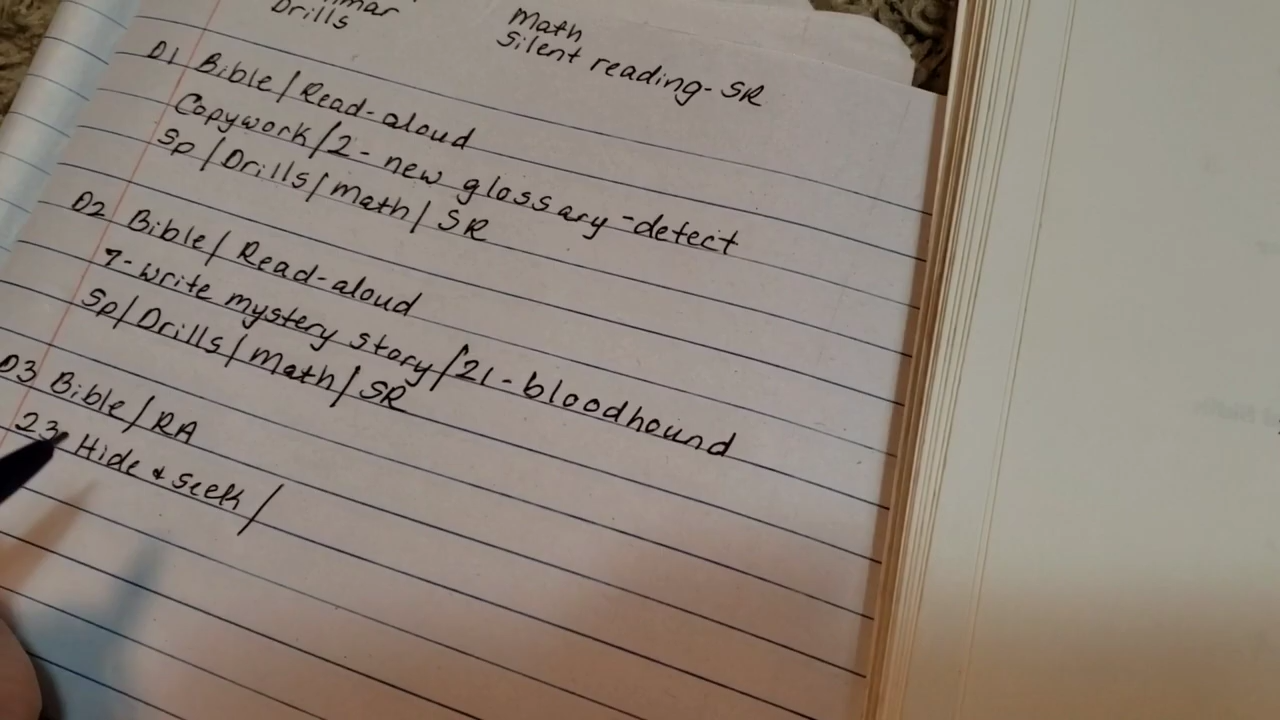 Drills
Math
Silent reading- SR
D1 Bible/Read-aloud
Copywork/2-new glossary-detect
Sp/Drills/Math/SR
D2 Bible/Read-aloud
7-write mystery story/21-bloodhound
Sp/Drills/Math/SR
D3 Bible/RA
23-Hide & Seek/